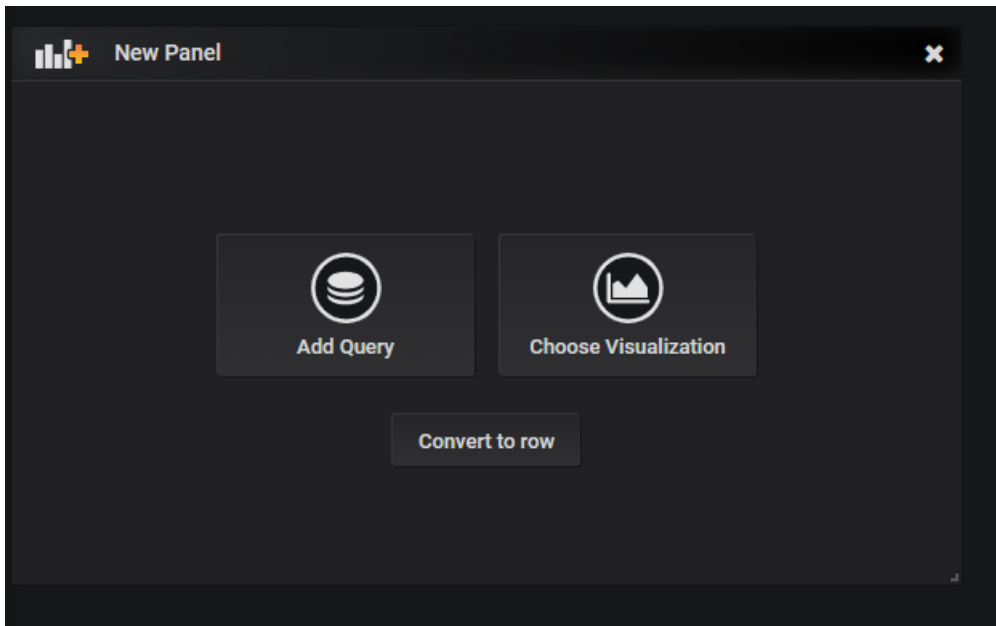 New Panel
Add Query
Choose Visualization
Convert to row